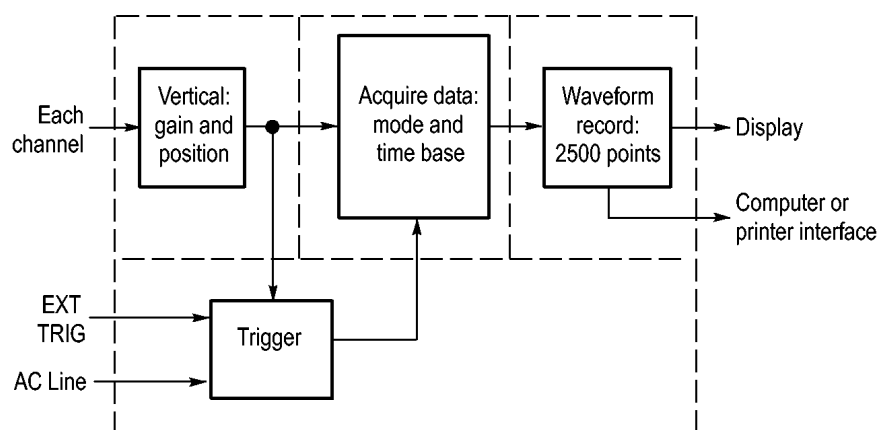 Each
channel
Vertical:
gain and
position
Acquire data:
mode and
time base
Waveform
record:
2500 points
Display
Computer or
printer interface
EXT
TRIG
Trigger
AC Line